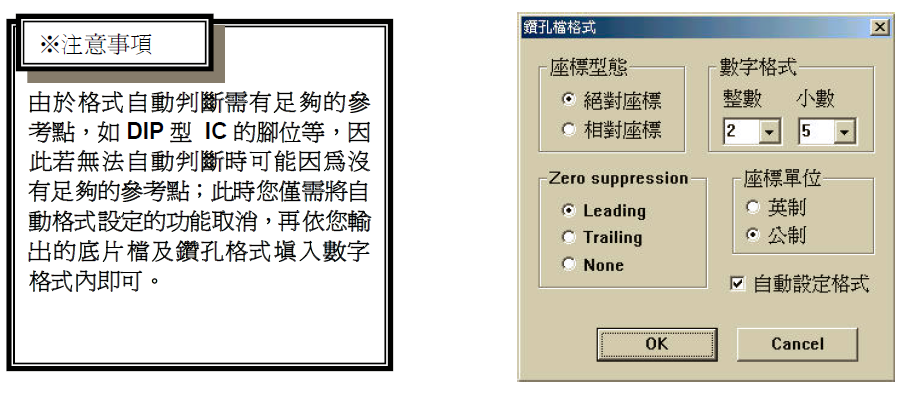 ※注意事項
由於格式自動判斷需有足夠的參
考點，如 DIP 型 IC 的腳位等，因
此若無法自動判斷時可能因爲沒
有足夠的參考點；此時您僅需將自
動格式設定的功能取消，再依您輸
出的底片檔及鑽孔格式填入數字
格式內即可。
鑽孔檔格式
座標型態
絕對座標
相對座標
數字格式
整數 小數
2 5
Zero suppression
Leading
Trailing
None
座標單位
英制
公制
自動設定格式
OK Cancel